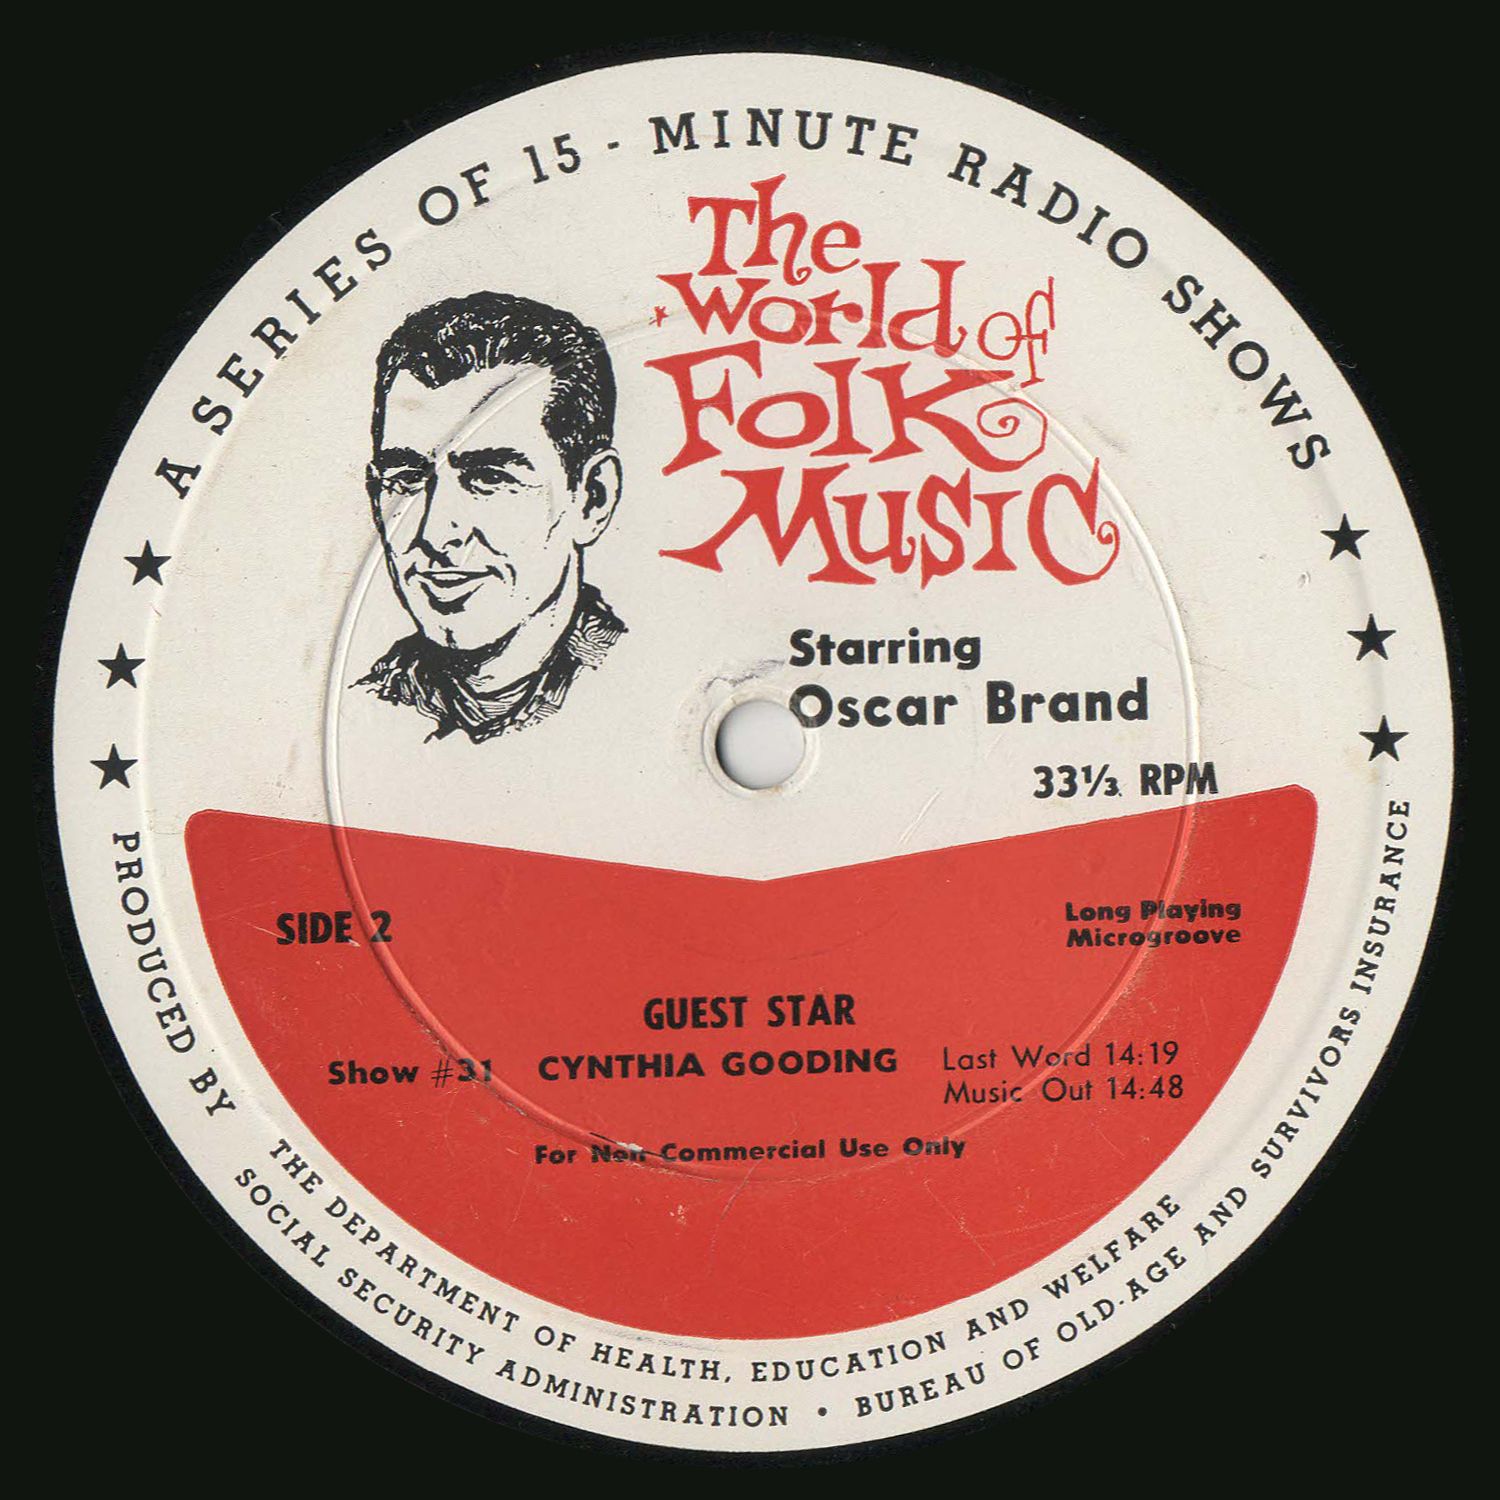 A SERIES OF 15 - MINUTE RADIO SHOWS
The
World of
Folk
Music
Starring
Oscar Brand
33⅓ RPM
SIDE 2
Long Playing
Microgroove
GUEST STAR
Show #31 CYNTHIA GOODING
Last Word 14:19
Music Out 14:48
For Non-Commercial Use Only
PRODUCED BY
THE DEPARTMENT OF HEALTH, EDUCATION AND WELFARE
SOCIAL SECURITY ADMINISTRATION • BUREAU OF OLD-AGE AND SURVIVORS INSURANCE